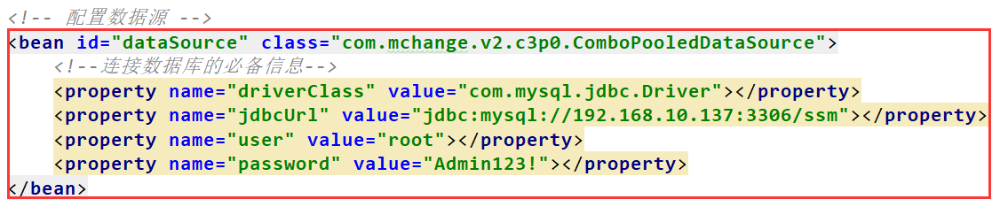 <!-- 配置数据源 -->
<bean id="dataSource" class="com.mchange.v2.c3p0.ComboPooledDataSource">
<!--连接数据库的必备信息-->
<property name="driverClass" value="com.mysql.jdbc.Driver"></property>
<property name="jdbcUrl" value="jdbc:mysql://192.168.10.137:3306/ssm"></property>
<property name="user" value="root"></property>
<property name="password" value="Admin123!"></property>
</bean>